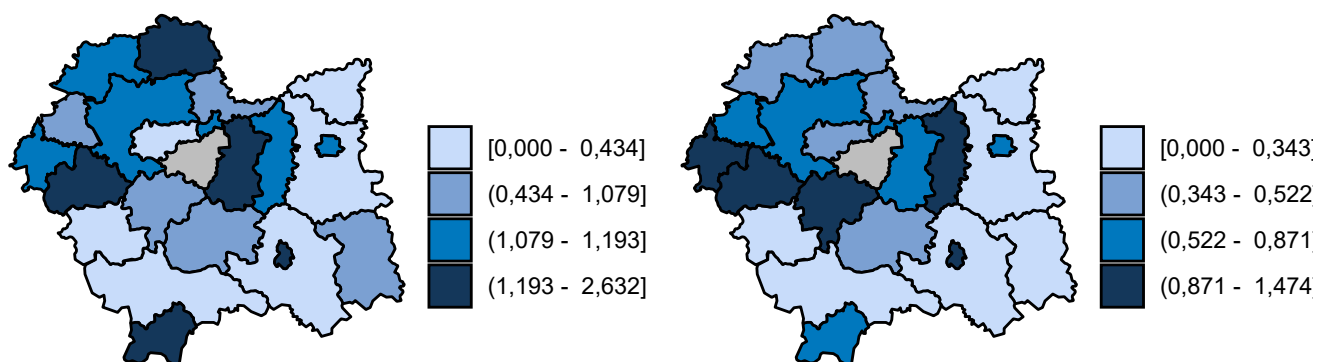 [0,000 - 0,434]
(0,434 - 1,079]
(1,079 - 1,193]
(1,193 - 2,632]
[0,000 - 0,343]
(0,343 - 0,522]
(0,522 - 0,871]
(0,871 - 1,474]